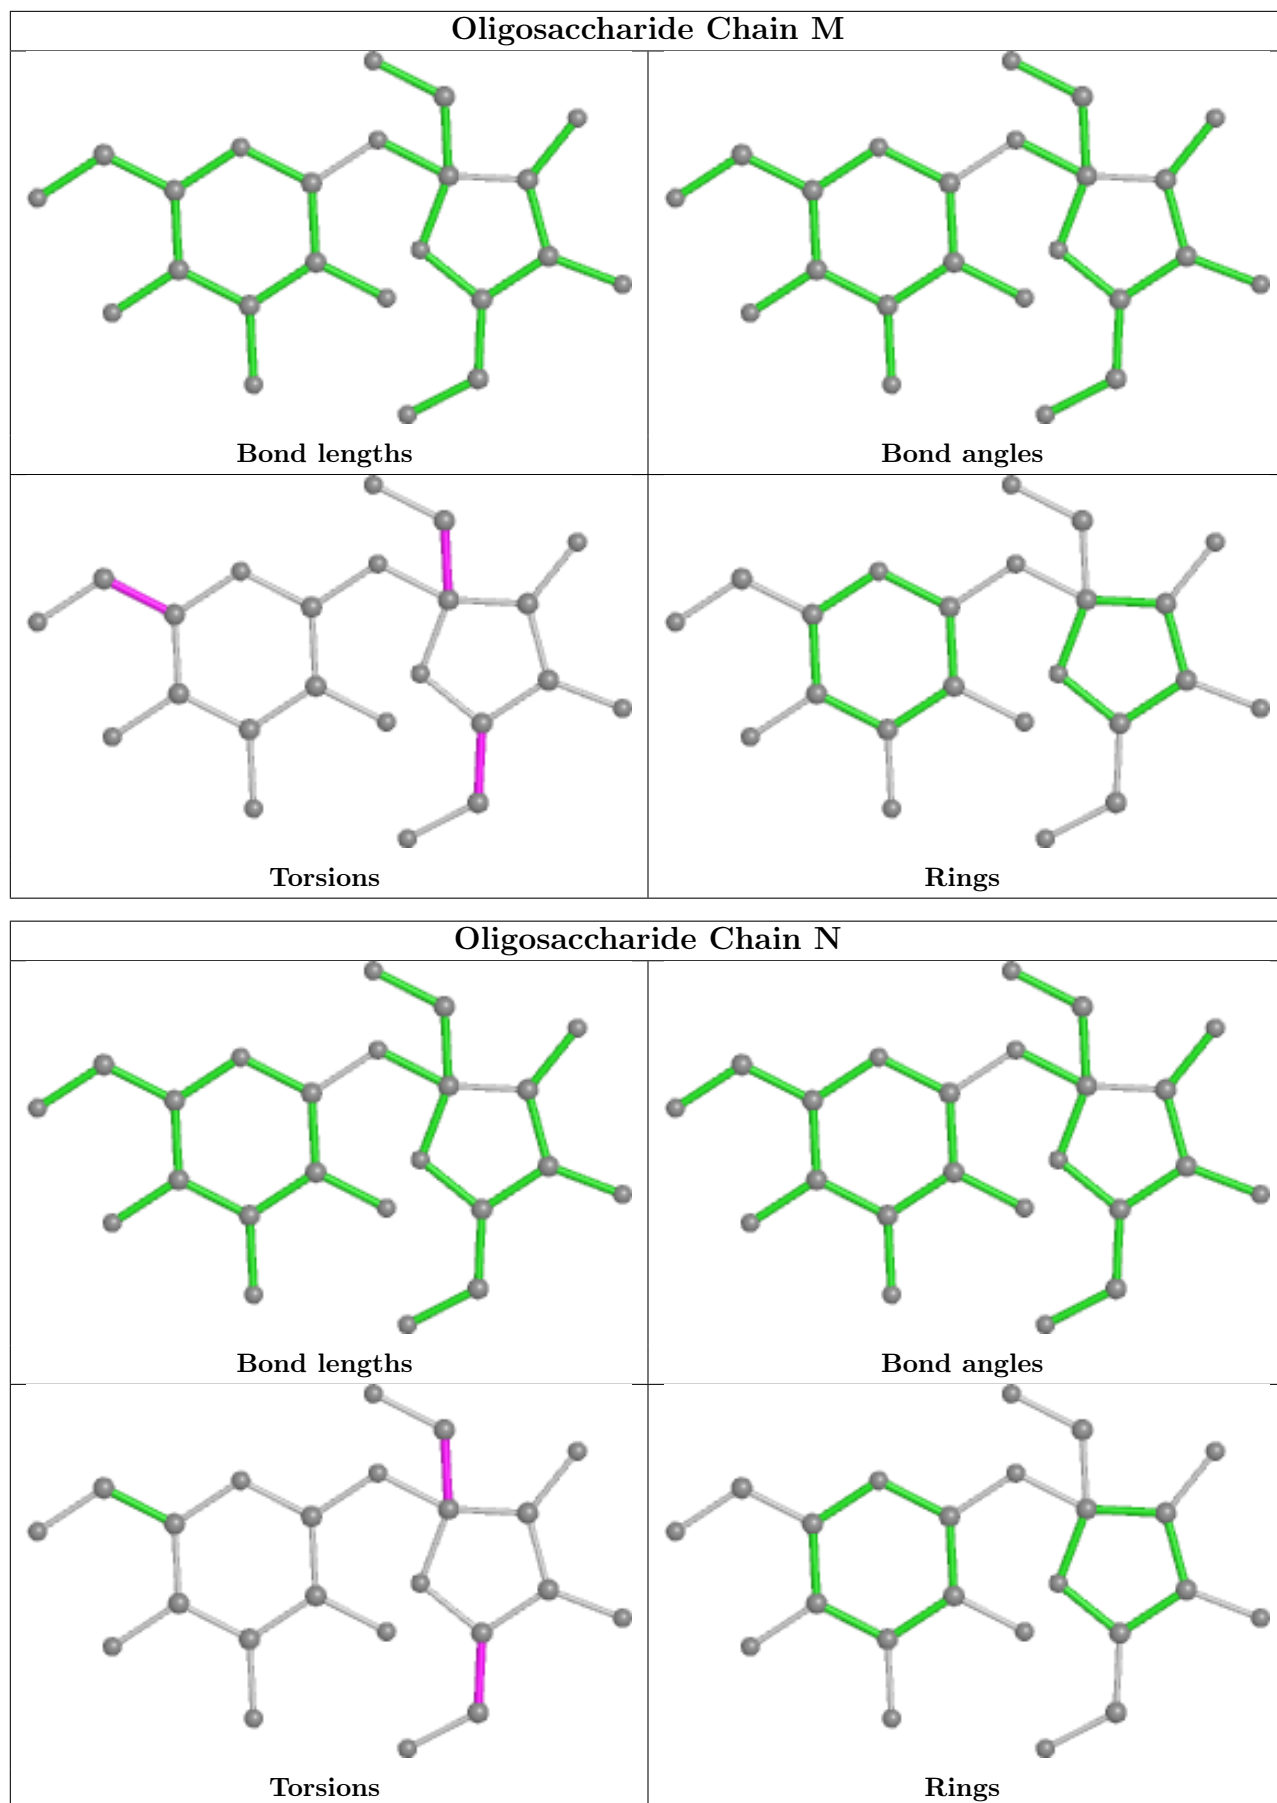 Oligosaccharide Chain M
Bond lengths
Bond angles
Torsions
Rings
Oligosaccharide Chain N
Bond lengths
Bond angles
Torsions
Rings